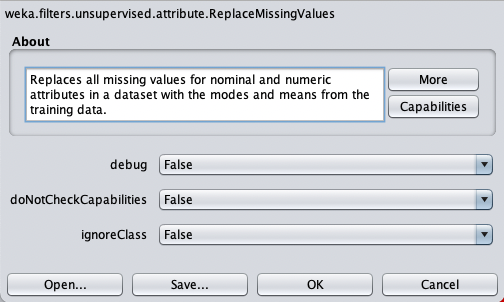 weka.filters.unsupervised.attribute.ReplaceMissingValues
About
Replaces all missing values for nominal and numeric
attributes in a dataset with the modes and means from the
training data.
More
Capabilities
debug False
doNotCheckCapabilities False
ignoreClass False
Open... Save... OK Cancel